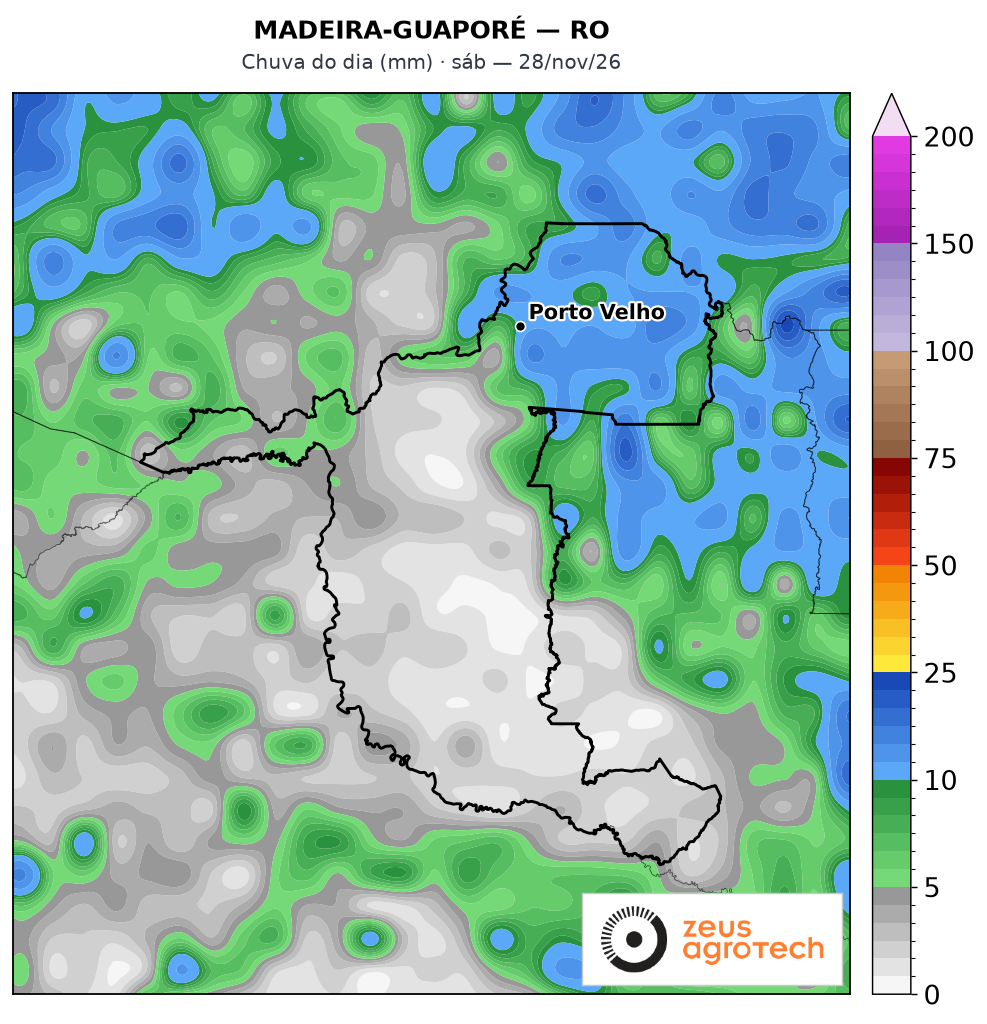 MADEIRA-GUAPORÉ — RO
Chuva do dia (mm) · sáb — 28/nov/26
200
150
100
75
50
25
10
5
0
Porto Velho
zeus
agrotech